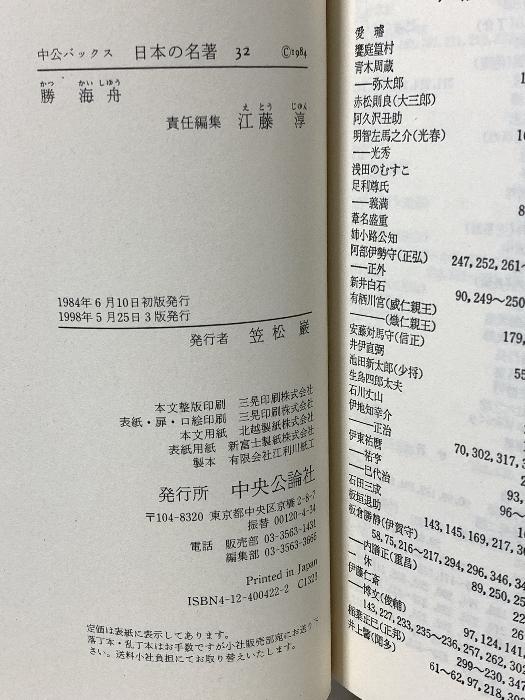 中公バックス 日本の名著 32 ©1984
かつ かい しゆう
勝 海 舟
え とう じゆん
責任編集 江 藤 淳
1984年6月10日初版発行
1998年5月25日3版発行
発行者 笠 松 巖
本文整版印刷 三晃印刷株式会社
表紙・扉・口絵印刷 三晃印刷株式会社
本文用紙 北越製紙株式会社
表紙用紙 新富士製紙株式会社
製本 有限会社江利川紙工
発行所 中央公論社
〒104-8320 東京都中央区京橋2-8-7
振替 00120-4-34
電話 販売部 03-3563-1431
編集部 03-3563-3666
Printed in Japan
ISBN4-12-400422-2 C1323
定価は表紙に表示してあります。
落丁本・乱丁本はお手数ですが小社販売部宛にお送り下
さい。送料小社負担にてお取り替えいたします。
愛 璿
饗庭篁村
青木周蔵
──弥太郎
赤松則良(大三郎)
阿久沢丑助
明智左馬之介(光春)
──光秀
浅田のむすこ
足利尊氏
──義満
葦名盛重
姉小路公知
阿部伊勢守(正弘) 247,252,261~
──正外
新井白石 90,249~250
有栖川宮(威仁親王)
────(熾仁親王)
安藤対馬守(信正) 179,
井伊直弼
池田新太郎(少将) 55
生島四郎太夫
石川丈山
伊地知幸介
──正治
伊東祐麿 70,302,317,
──祐亨
──巳代治 93,
石田三成 96~
板垣退助
板倉勝静(伊賀守) 143,145,169,217,
58,75,216~217,294,296,346,
──内膳正(重昌) 89,250,25
一 休
伊藤仁斎
──博文(俊輔) 97,124,141,
143,227,233,235~236,257,262,30
稲葉正巳(正邦) 299~230,347
井上馨(聞多) 61~62,97,218,30